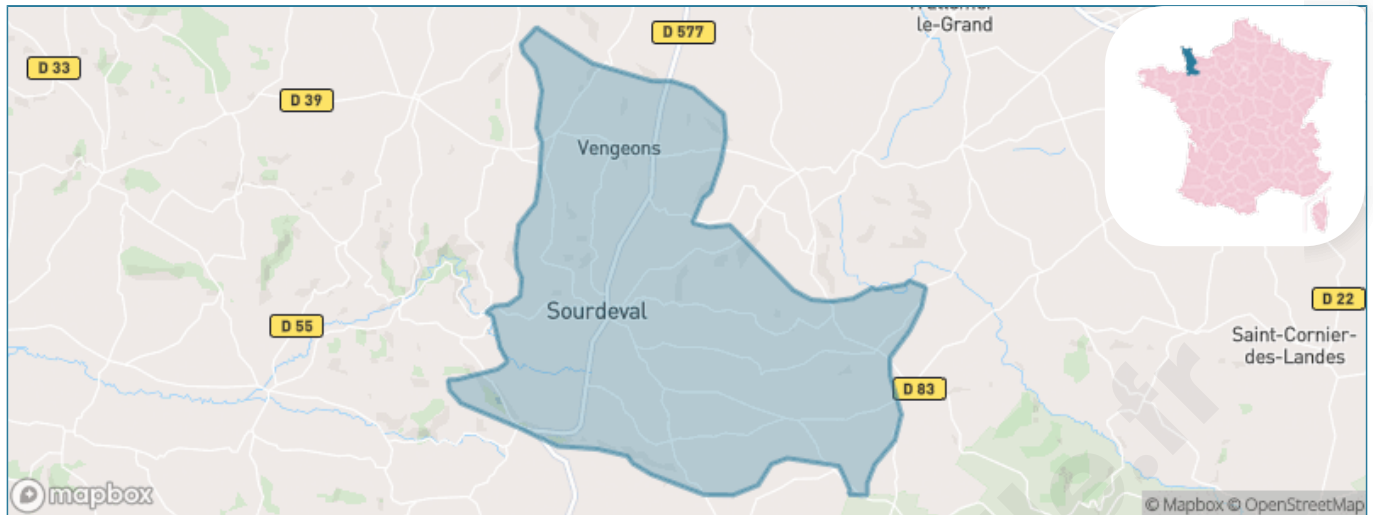 le-Grand
D 577
D 33
D 39
Vengeons
Sourdeval
D 22
D 55
Saint-Cornier-
des-Landes
D 83
mapbox
© Mapbox © OpenStreetMap